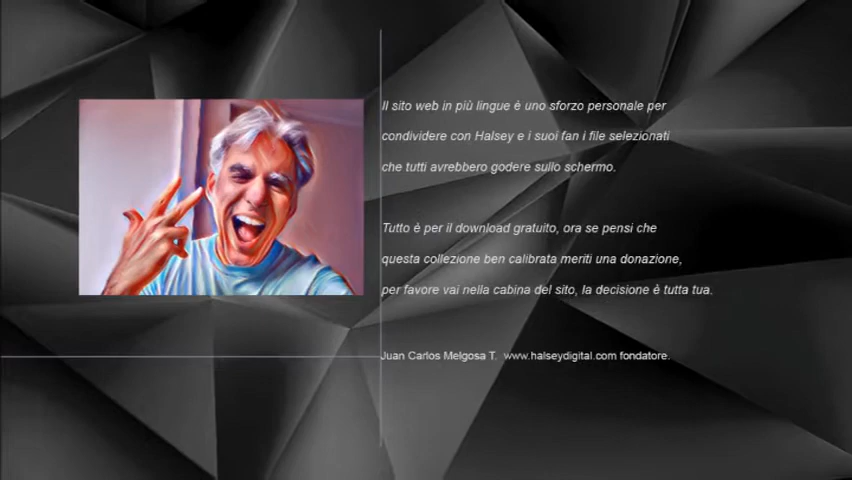 Il sito web in più lingue è uno sforzo personale per
condividere con Halsey e i suoi fan i file selezionati
che tutti avrebbero godere sullo schermo.
Tutto è per il download gratuito, ora se pensi che
questa collezione ben calibrata meriti una donazione,
per favore vai nella cabina del sito, la decisione è tutta tua.
Juan Carlos Melgosa T. www.halseydigital.com fondatore.